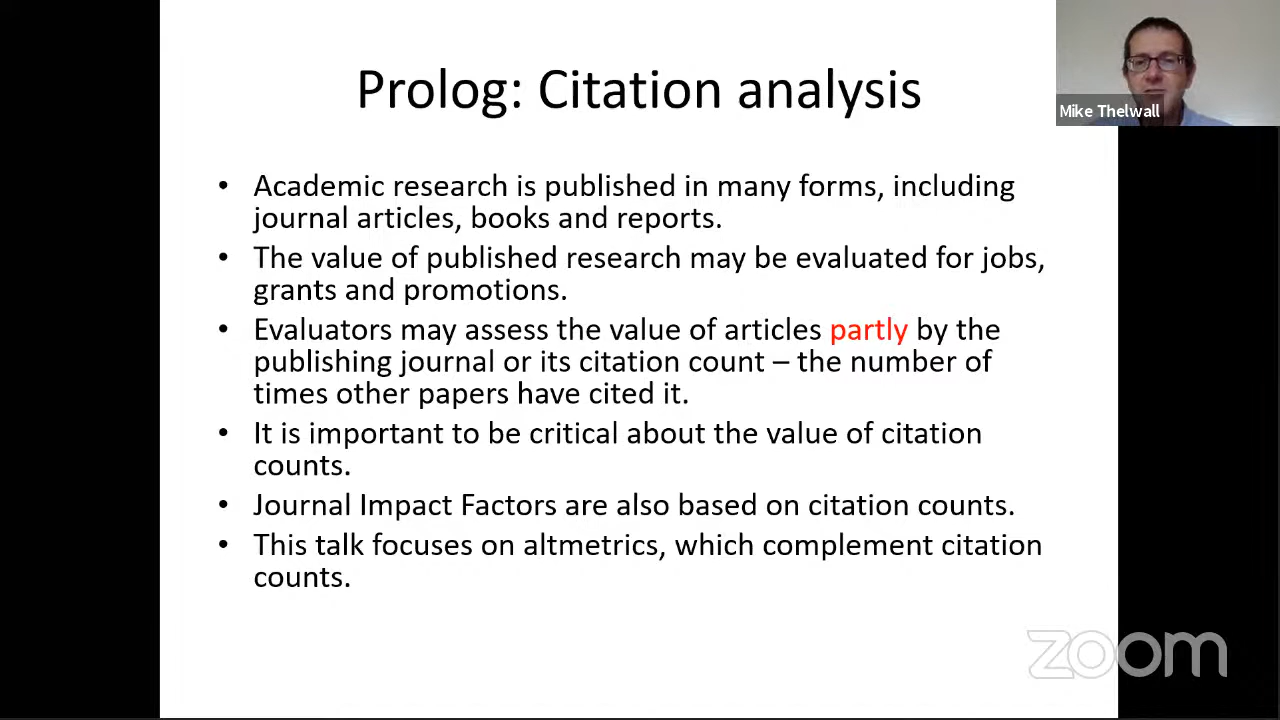 Prolog: Citation analysis
Mike Thelwall
• Academic research is published in many forms, including
journal articles, books and reports.
• The value of published research may be evaluated for jobs,
grants and promotions.
• Evaluators may assess the value of articles partly by the
publishing journal or its citation count – the number of
times other papers have cited it.
• It is important to be critical about the value of citation
counts.
• Journal Impact Factors are also based on citation counts.
• This talk focuses on altmetrics, which complement citation
counts.
zoom